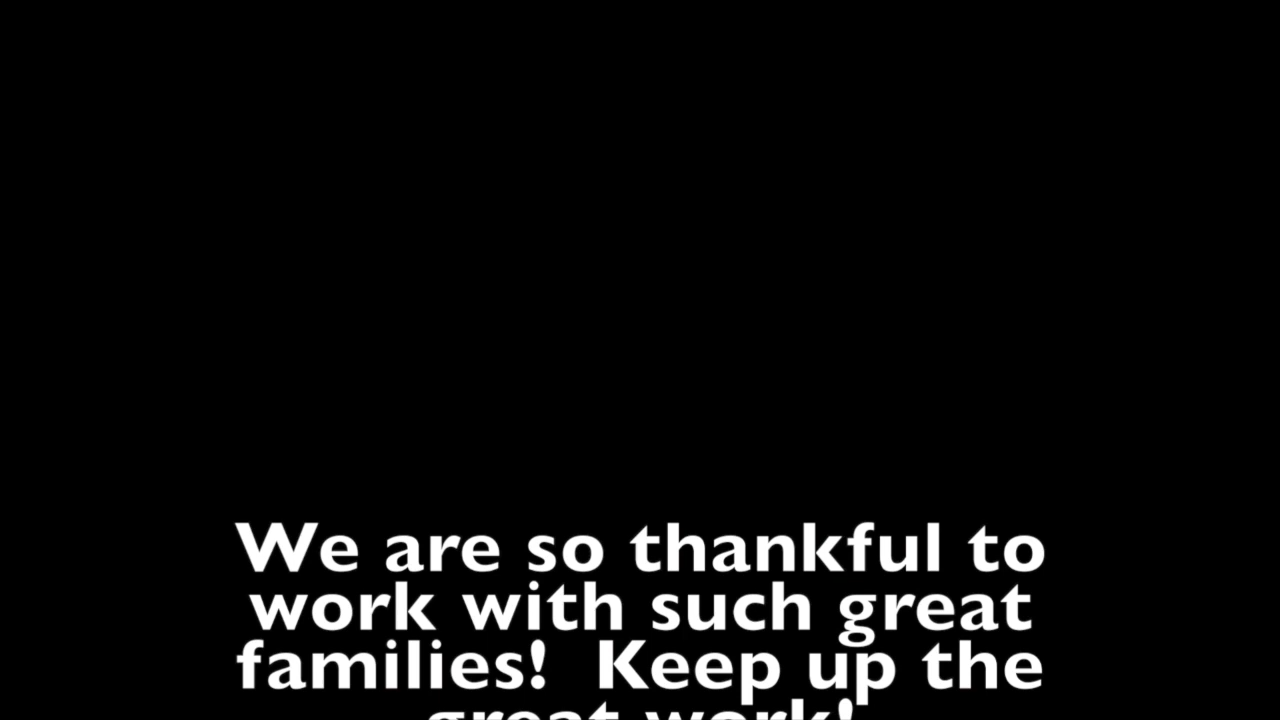 We are so thankful to
work with such great
families!  Keep up the
great work!